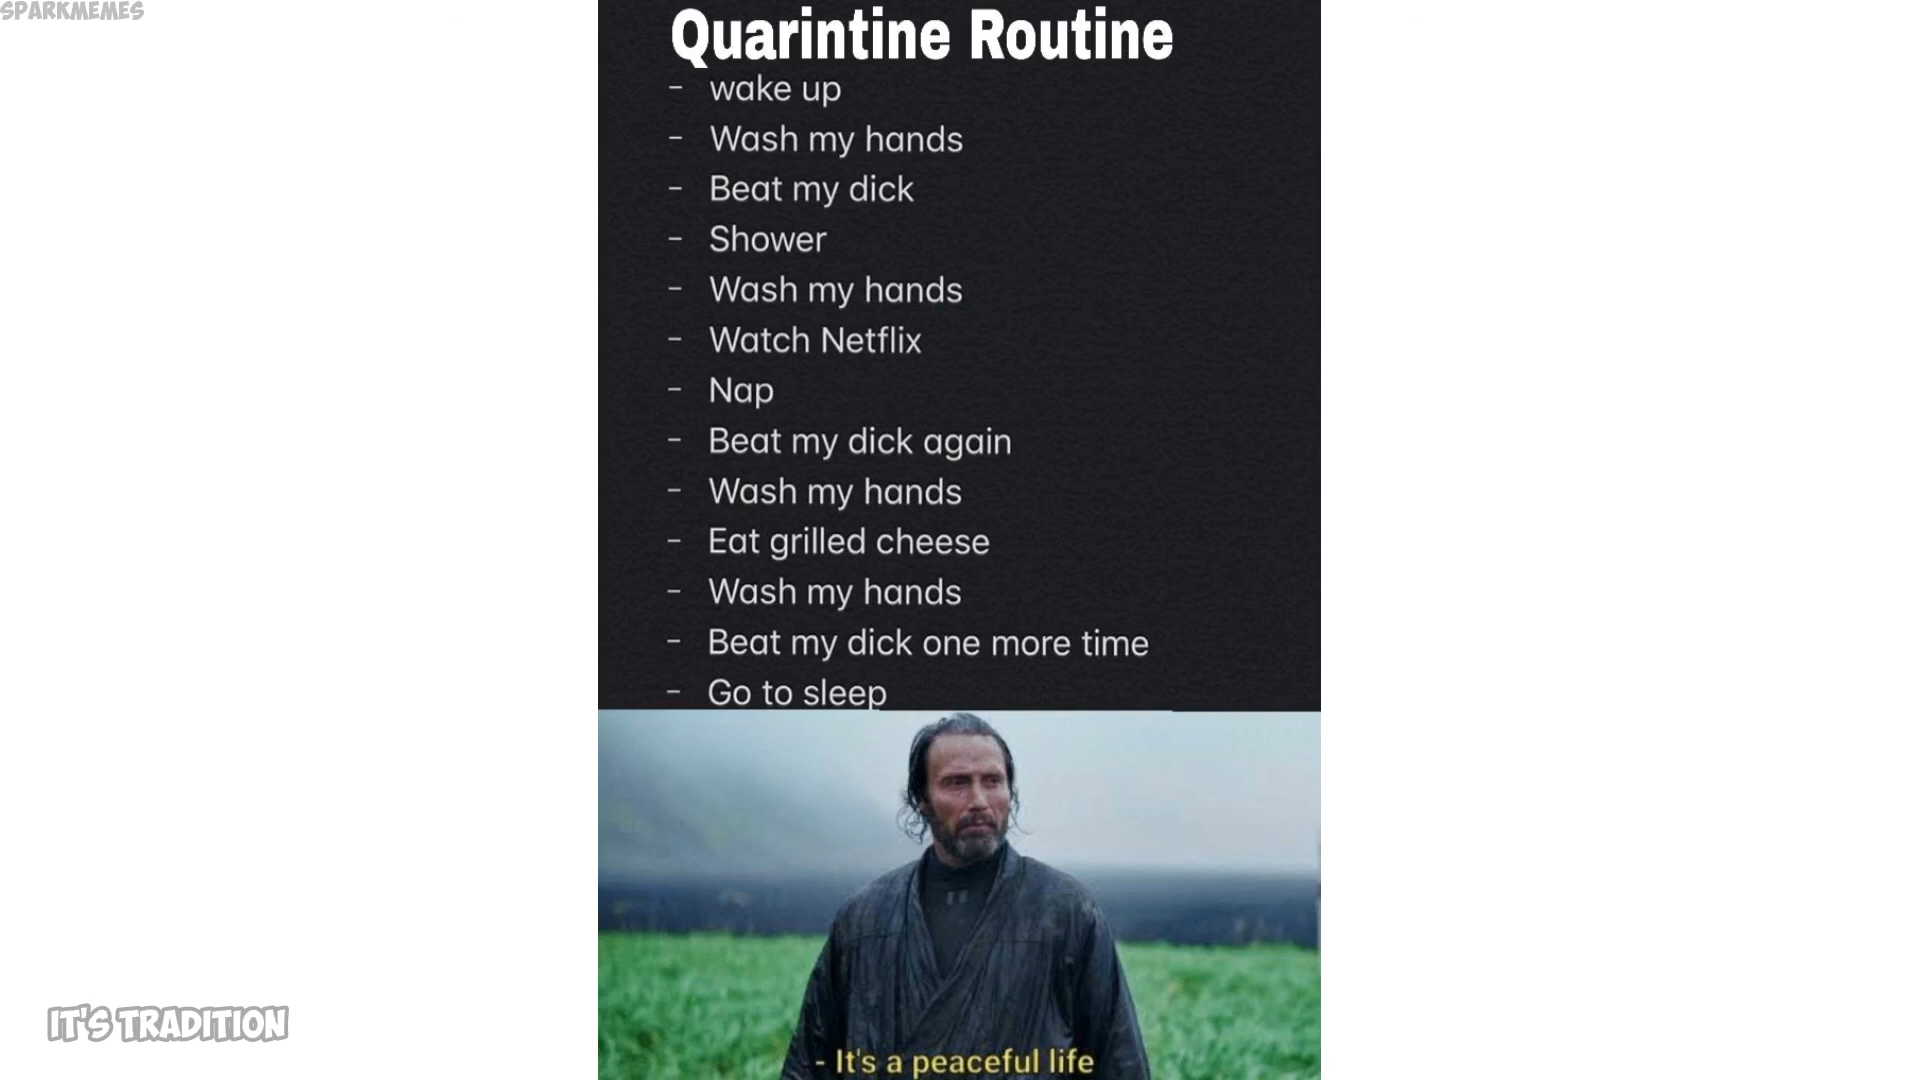 SPARKMEMES
Quarintine Routine
- wake up
- Wash my hands
- Beat my dick
- Shower
- Wash my hands
- Watch Netflix
- Nap
- Beat my dick again
- Wash my hands
- Eat grilled cheese
- Wash my hands
- Beat my dick one more time
- Go to sleep
IT'S TRADITION
- It's a peaceful life